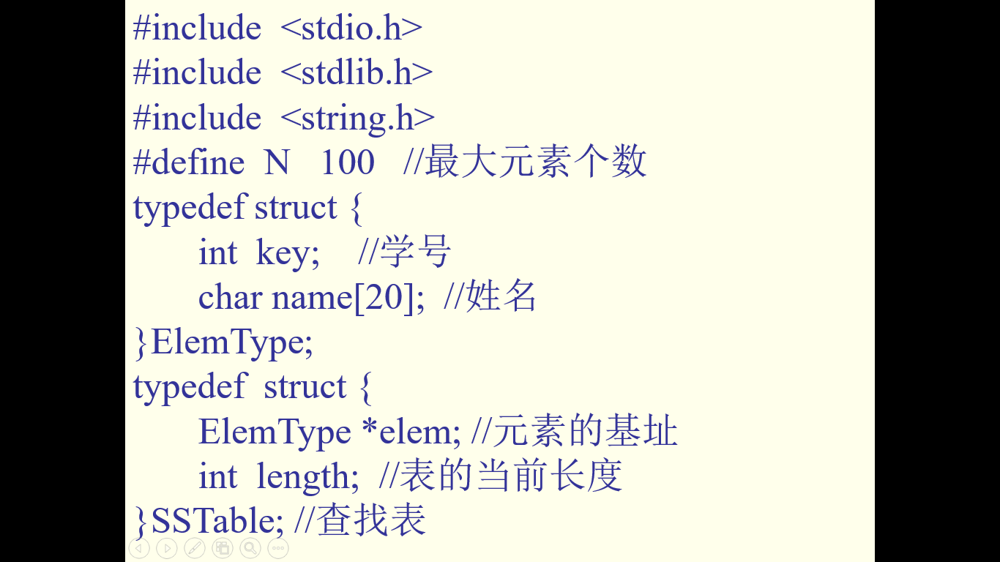 #include  <stdio.h>
#include  <stdlib.h>
#include  <string.h>
#define  N   100   //最大元素个数
typedef struct {
int  key;    //学号
char name[20];  //姓名
}ElemType;
typedef  struct {
ElemType *elem; //元素的基址
int  length;  //表的当前长度
}SSTable; //查找表